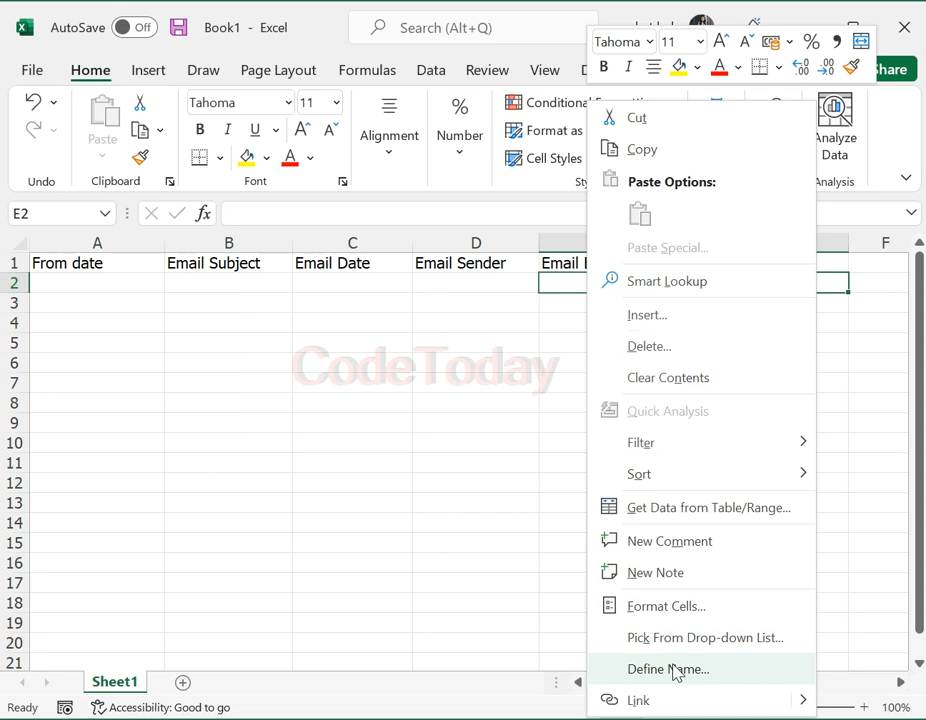 AutoSave Off Book1 - Excel Search (Alt+Q)
Tahoma 11
File Home Insert Draw Page Layout Formulas Data Review View
Paste
Undo Clipboard
Tahoma 11
B I U
Font
Alignment
%
Number
Conditional
Format as
Cell Styles
Analyze
Data
E2
fx
A B C D F
1 From date Email Subject Email Date Email Sender Email
2
3
4
5
6
7
8
9
10
11
12
13
14
15
16
17
18
19
20
21
CodeToday
B I A %
Cut
Copy
Paste Options:
Paste Special...
Smart Lookup
Insert...
Delete...
Clear Contents
Quick Analysis
Filter
Sort
Get Data from Table/Range...
New Comment
New Note
Format Cells...
Pick From Drop-down List...
Define Name...
Link
Sheet1
Ready Accessibility: Good to go 100%